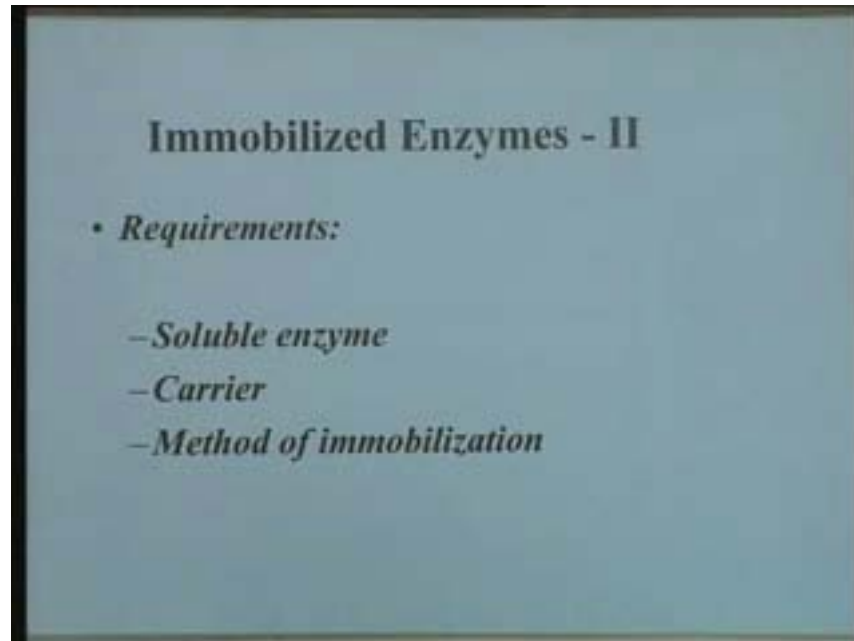 Immobilized Enzymes - II
• Requirements:
–Soluble enzyme
–Carrier
–Method of immobilization